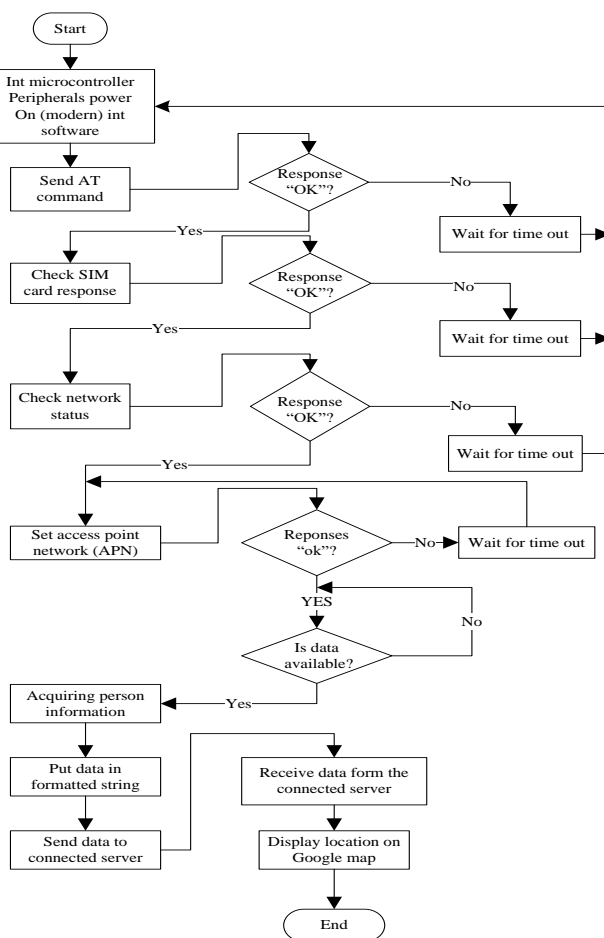 Start
Int microcontroller
Peripherals power
On (modern) int
software
Send AT
command
Response
“OK”?
No
Wait for time out
Yes
Check SIM
card response
Response
“OK”?
No
Wait for time out
Yes
Check network
status
Response
“OK”?
No
Wait for time out
Yes
Set access point
network (APN)
Reponses
“ok”?
No
Wait for time out
YES
Is data
available?
No
Yes
Acquiring person
information
Put data in
formatted string
Send data to
connected server
Receive data form the
connected server
Display location on
Google map
End